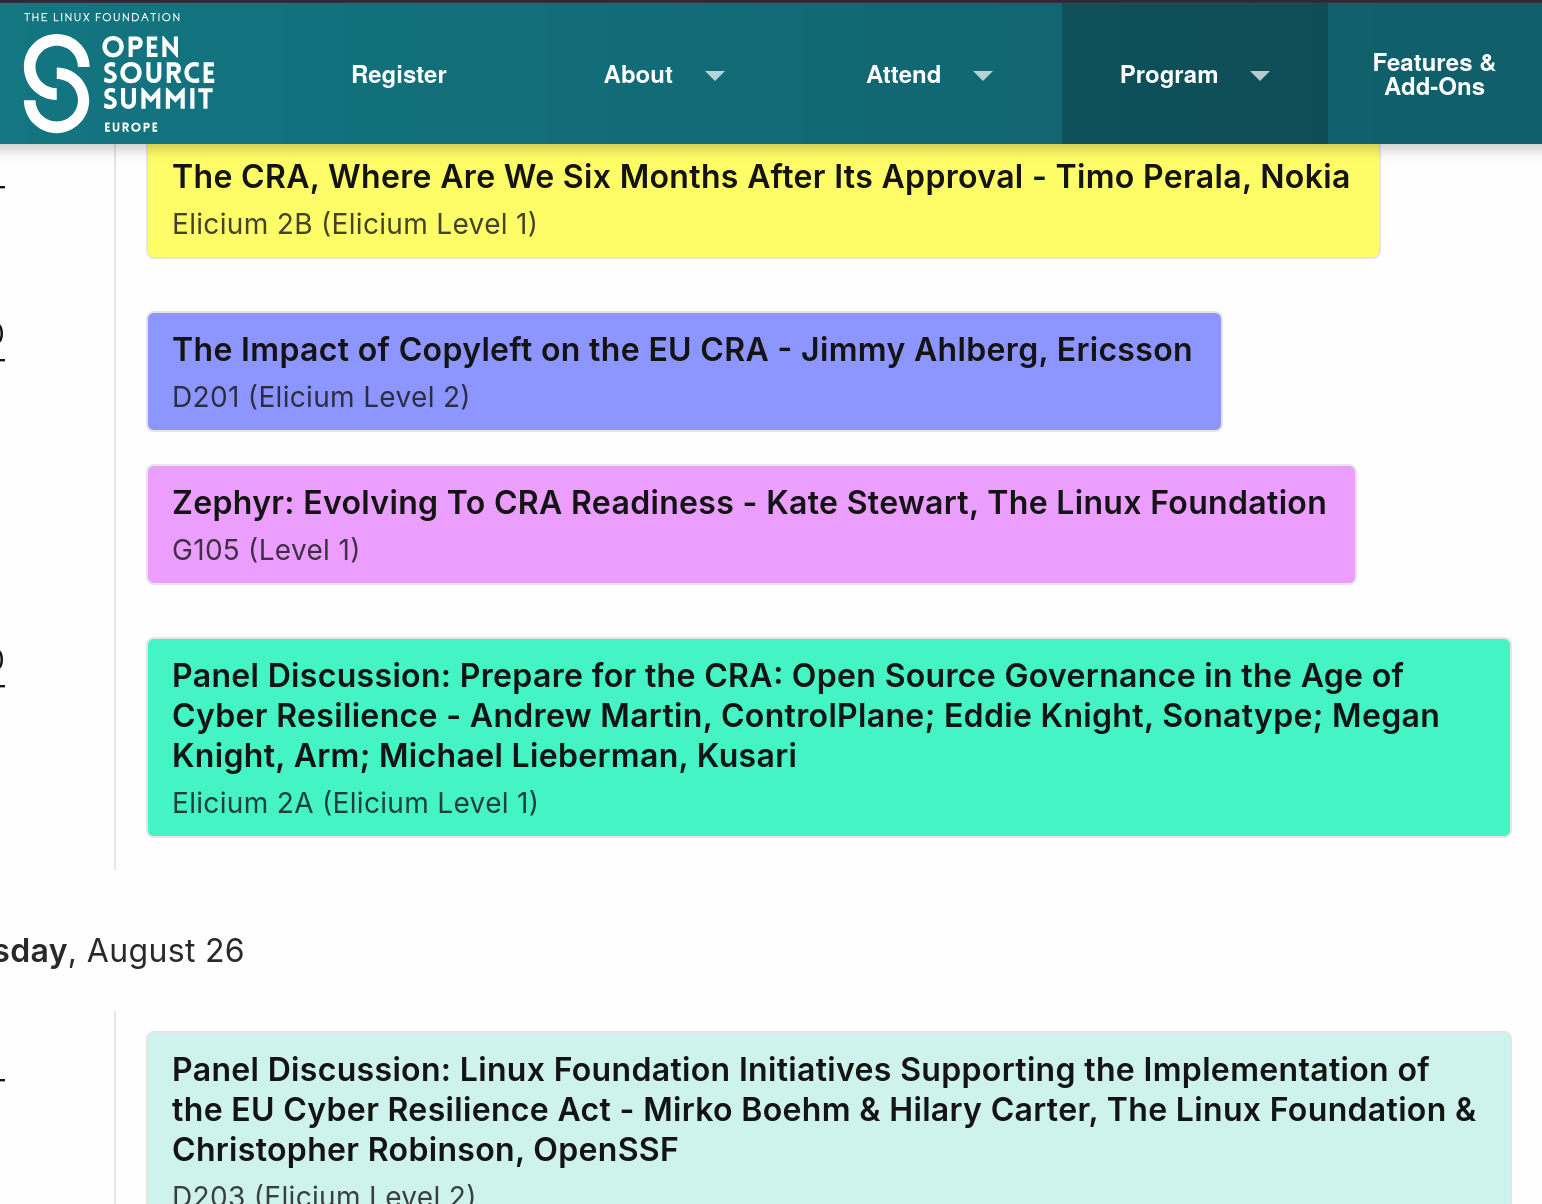 THE LINUX FOUNDATION
OPEN
SOURCE
SUMMIT
EUROPE
Register
About
Attend
Program
Features &
Add-Ons
The CRA, Where Are We Six Months After Its Approval - Timo Perala, Nokia
Elicium 2B (Elicium Level 1)
The Impact of Copyleft on the EU CRA - Jimmy Ahlberg, Ericsson
D201 (Elicium Level 2)
Zephyr: Evolving To CRA Readiness - Kate Stewart, The Linux Foundation
G105 (Level 1)
Panel Discussion: Prepare for the CRA: Open Source Governance in the Age of
Cyber Resilience - Andrew Martin, ControlPlane; Eddie Knight, Sonatype; Megan
Knight, Arm; Michael Lieberman, Kusari
Elicium 2A (Elicium Level 1)
sday, August 26
Panel Discussion: Linux Foundation Initiatives Supporting the Implementation of
the EU Cyber Resilience Act - Mirko Boehm & Hilary Carter, The Linux Foundation &
Christopher Robinson, OpenSSF
D203 (Elicium Level 2)